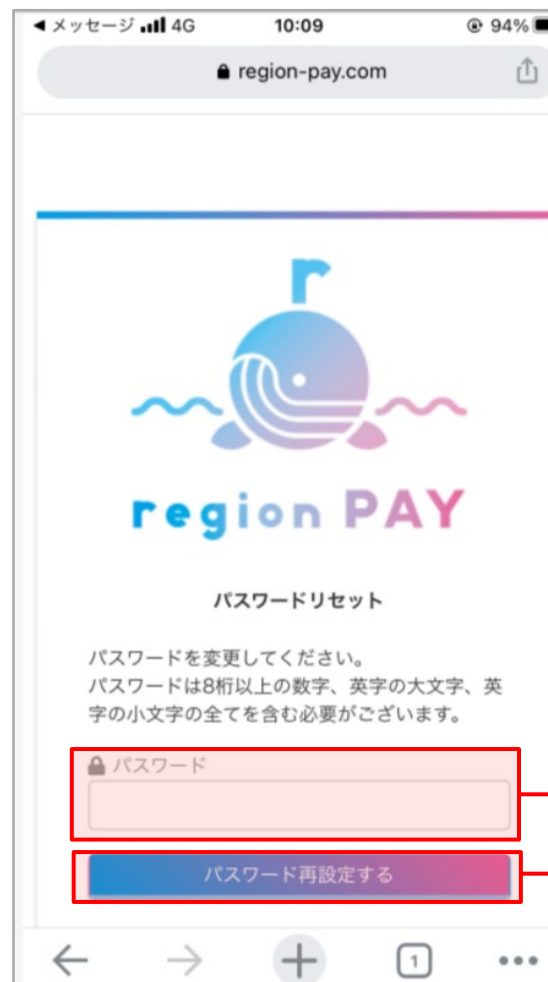 メッセージ 4G 10:09 94%
region-pay.com
r
region PAY
パスワードリセット
パスワードを変更してください。
パスワードは8桁以上の数字、英字の大文字、英
字の小文字の全てを含む必要がございます。
パスワード
パスワード再設定する
1